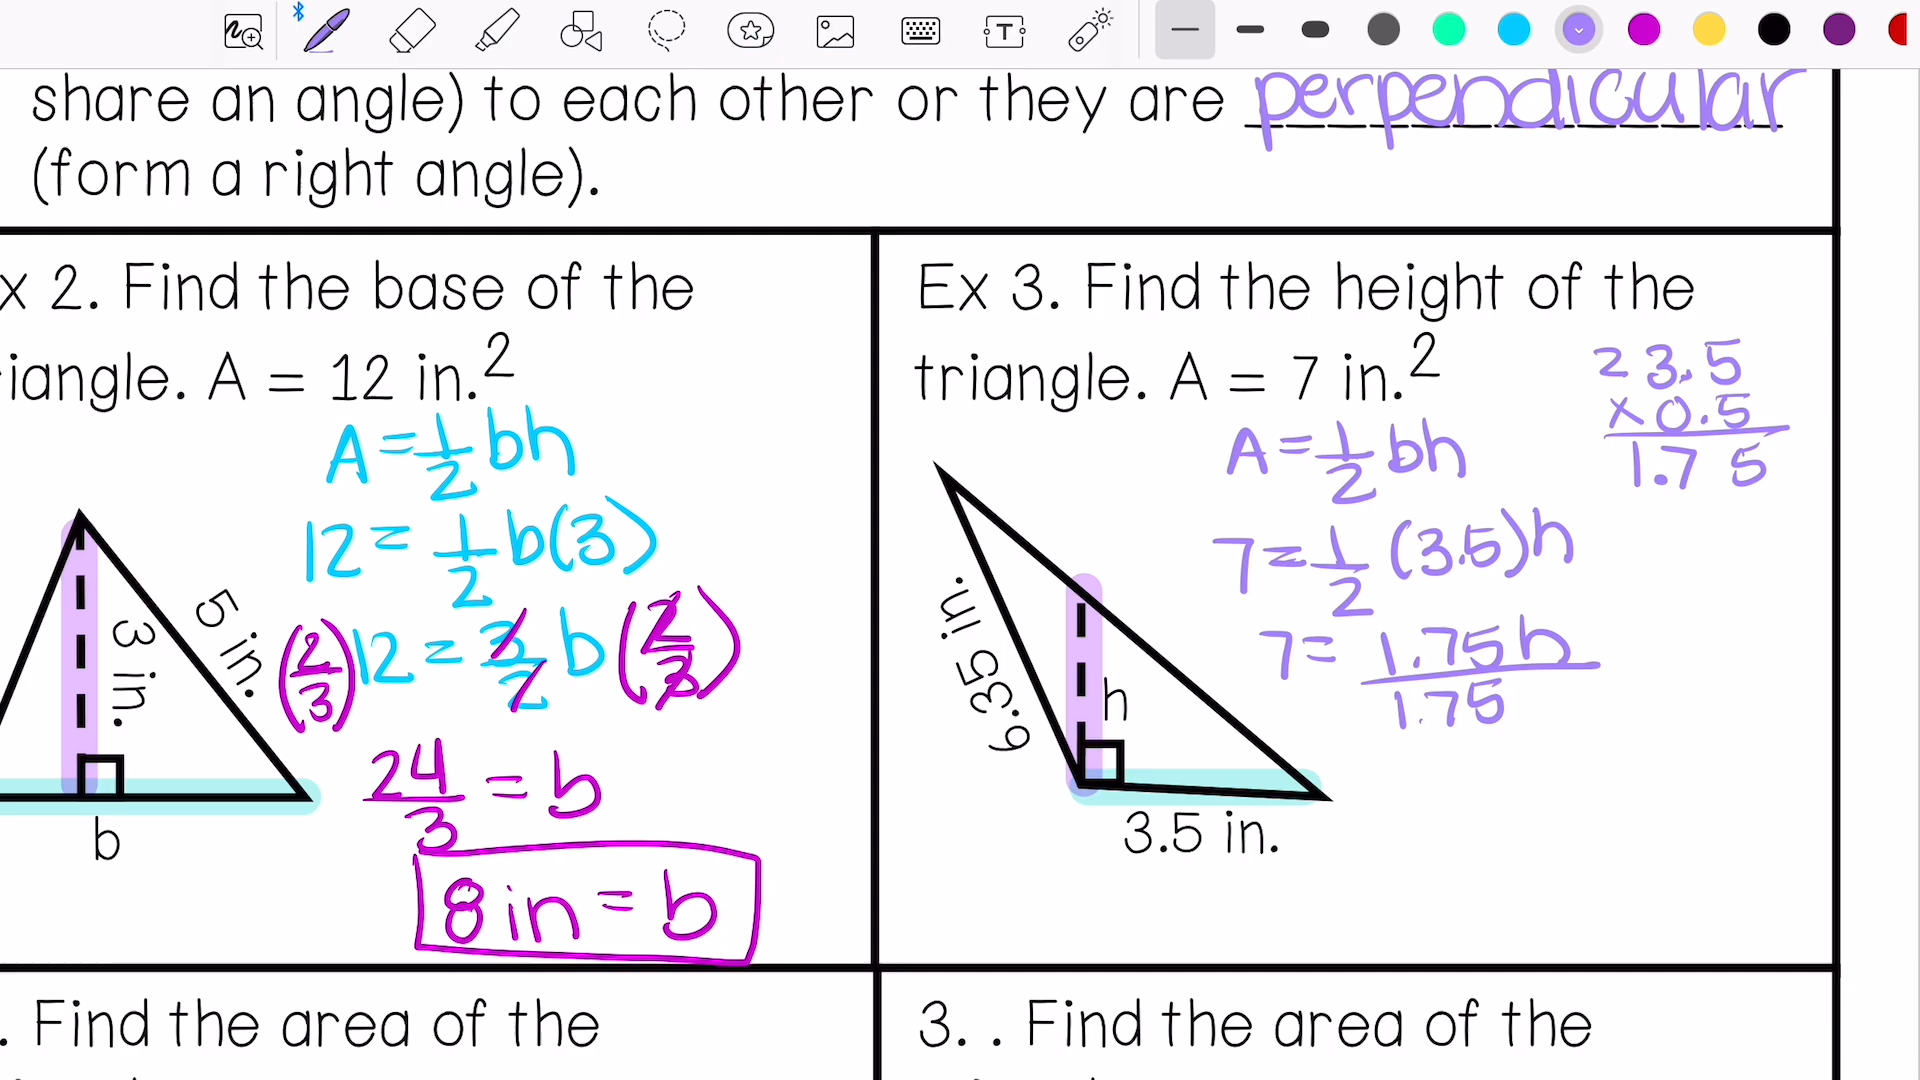 share an angle) to each other or they are perpendicular
(form a right angle).
x 2. Find the base of the
iangle. A = 12 in.²
A = 1/2 bh
12 = 1/2 b(3)
(2/3) 12 = 3/2 b (2/3)
24/3 = b
8 in = b
3 in.
5 in.
b
Ex 3. Find the height of the
triangle. A = 7 in.²
2 3.5
x 0.5
1.7 5
A = 1/2 bh
7 = 1/2 (3.5)h
7 = 1.75h
1.75
6.35 in.
h
3.5 in.
. Find the area of the
3. . Find the area of the